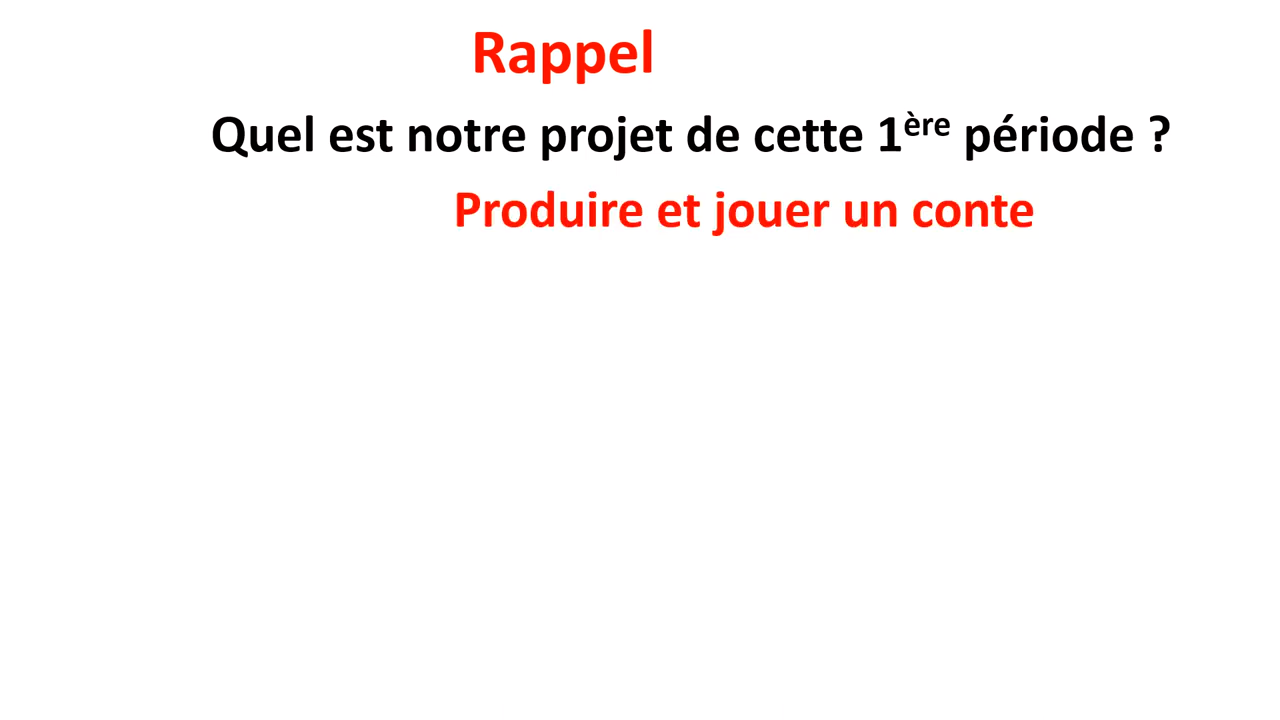 Rappel
Quel est notre projet de cette 1ère période ?
Produire et jouer un conte